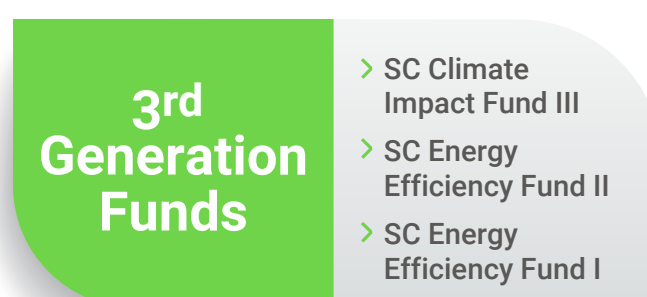 3rd
Generation
Funds
SC Climate
Impact Fund III
SC Energy
Efficiency Fund II
SC Energy
Efficiency Fund I